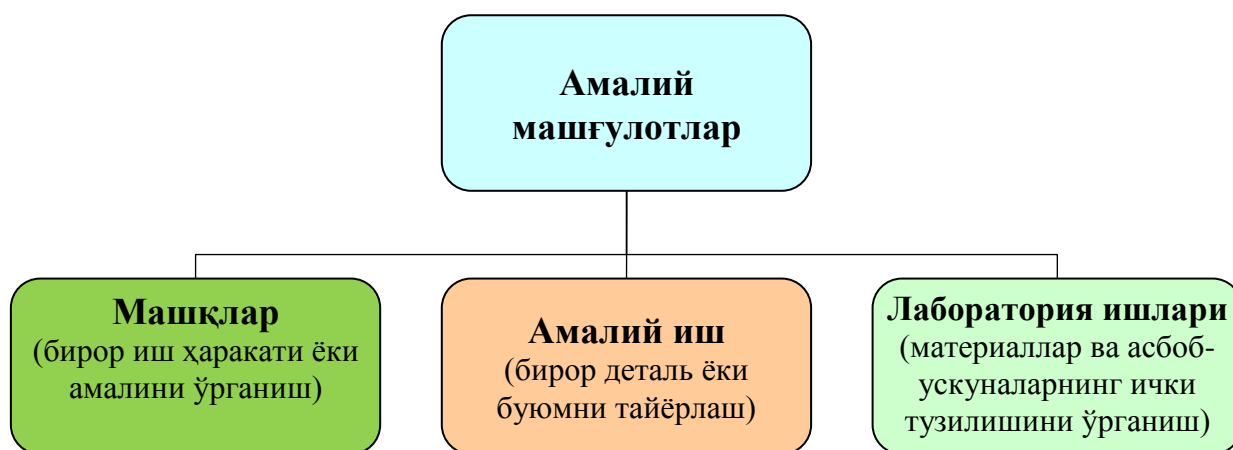 Амалий
машғулотлар
Машқлар
(бирор иш ҳаракати ёки
амалини ўрганиш)
Амалий иш
(бирор деталь ёки
буюмни тайёрлаш)
Лаборатория ишлари
(материаллар ва асбоб-
ускуналарнинг ички
тузилишини ўрганиш)